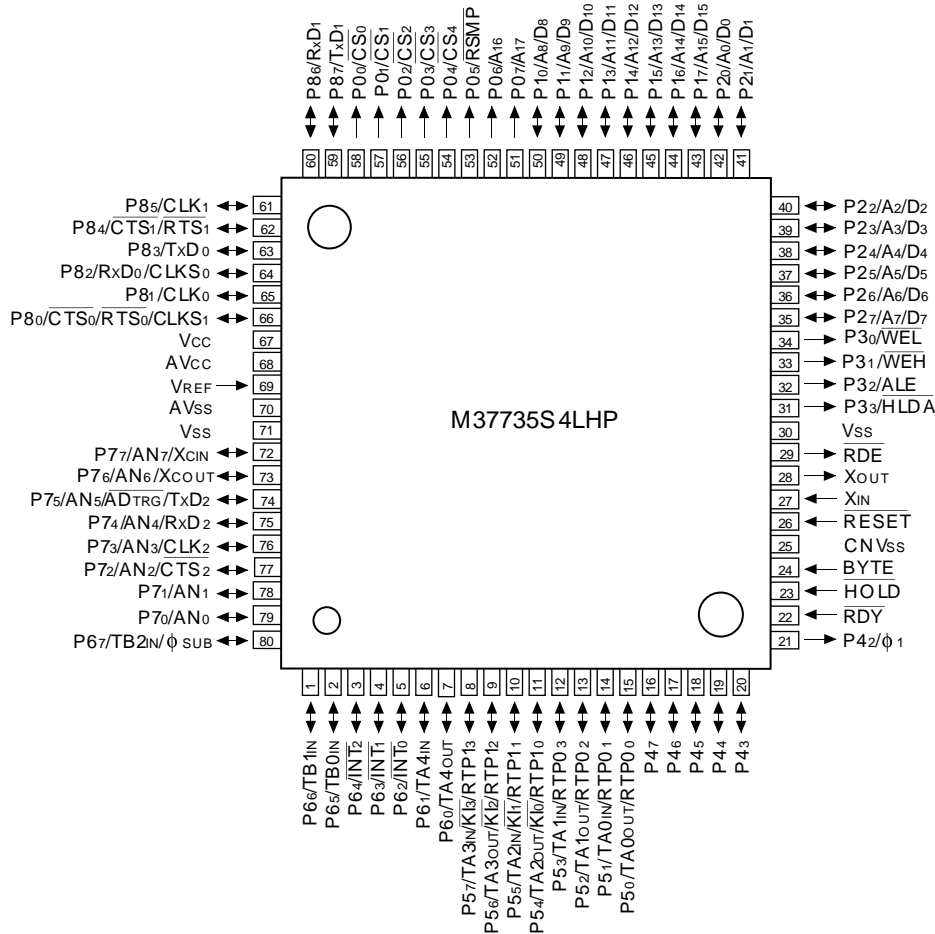 P86/RxD1
P87/TxD1
P00/CS0
P01/CS1
P02/CS2
P03/CS3
P04/CS4
P05/RSMP
P06/A16
P07/A17
P10/A8/D8
P11/A9/D9
P12/A10/D10
P13/A11/D11
P14/A12/D12
P15/A13/D13
P16/A14/D14
P17/A15/D15
P20/A0/D0
P21/A1/D1
60 59 58 57 56 55 54 53 52 51 50 49 48 47 46 45 44 43 42 41
P85/CLK1 61
P84/CTS1/RTS1 62
P83/TxD0 63
P82/RxD0/CLKS0 64
P81/CLK0 65
P80/CTS0/RTS0/CLKS1 66
VCC 67
AVCC 68
VREF 69
AVSS 70
VSS 71
P77/AN7/XCIN 72
P76/AN6/XCOUT 73
P75/AN5/ADTRG/TxD2 74
P74/AN4/RxD2 75
P73/AN3/CLK2 76
P72/AN2/CTS2 77
P71/AN1 78
P70/AN0 79
P67/TB2IN/ϕSUB 80
M37735S4LHP
40 P22/A2/D2
39 P23/A3/D3
38 P24/A4/D4
37 P25/A5/D5
36 P26/A6/D6
35 P27/A7/D7
34 P30/WEL
33 P31/WEH
32 P32/ALE
31 P33/HLDA
30 VSS
29 RDE
28 XOUT
27 XIN
26 RESET
25 CNVSS
24 BYTE
23 HOLD
22 RDY
21 P42/ϕ1
1 2 3 4 5 6 7 8 9 10 11 12 13 14 15 16 17 18 19 20
P66/TB1IN
P65/TB0IN
P64/INT2
P63/INT1
P62/INT0
P61/TA4IN
P60/TA4OUT
P57/TA3IN/KI3/RTP13
P56/TA3OUT/KI2/RTP12
P55/TA2IN/KI1/RTP11
P54/TA2OUT/KI0/RTP10
P53/TA1IN/RTP03
P52/TA1OUT/RTP02
P51/TA0IN/RTP01
P50/TA0OUT/RTP00
P47
P46
P45
P44
P43